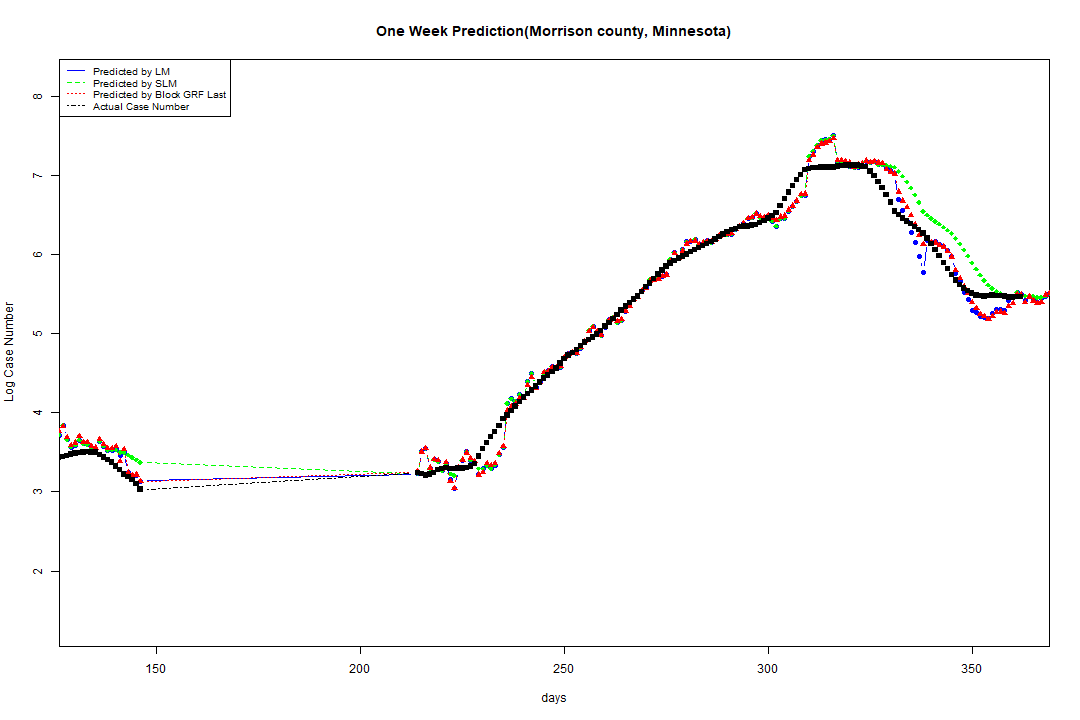 One Week Prediction(Morrison county, Minnesota)
Predicted by LM
Predicted by SLM
Predicted by Block GRF Last
Actual Case Number
8
7
6
5
4
3
2
Log Case Number
150 200 250 300 350
days